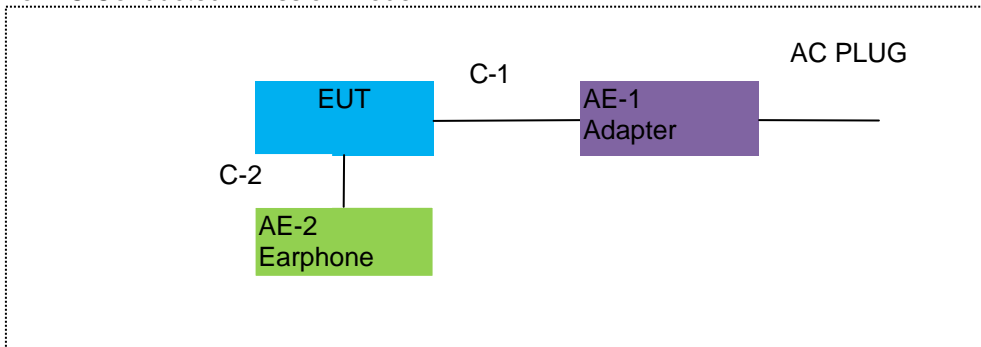 AC PLUG
C-1
EUT
AE-1
Adapter
C-2
AE-2
Earphone